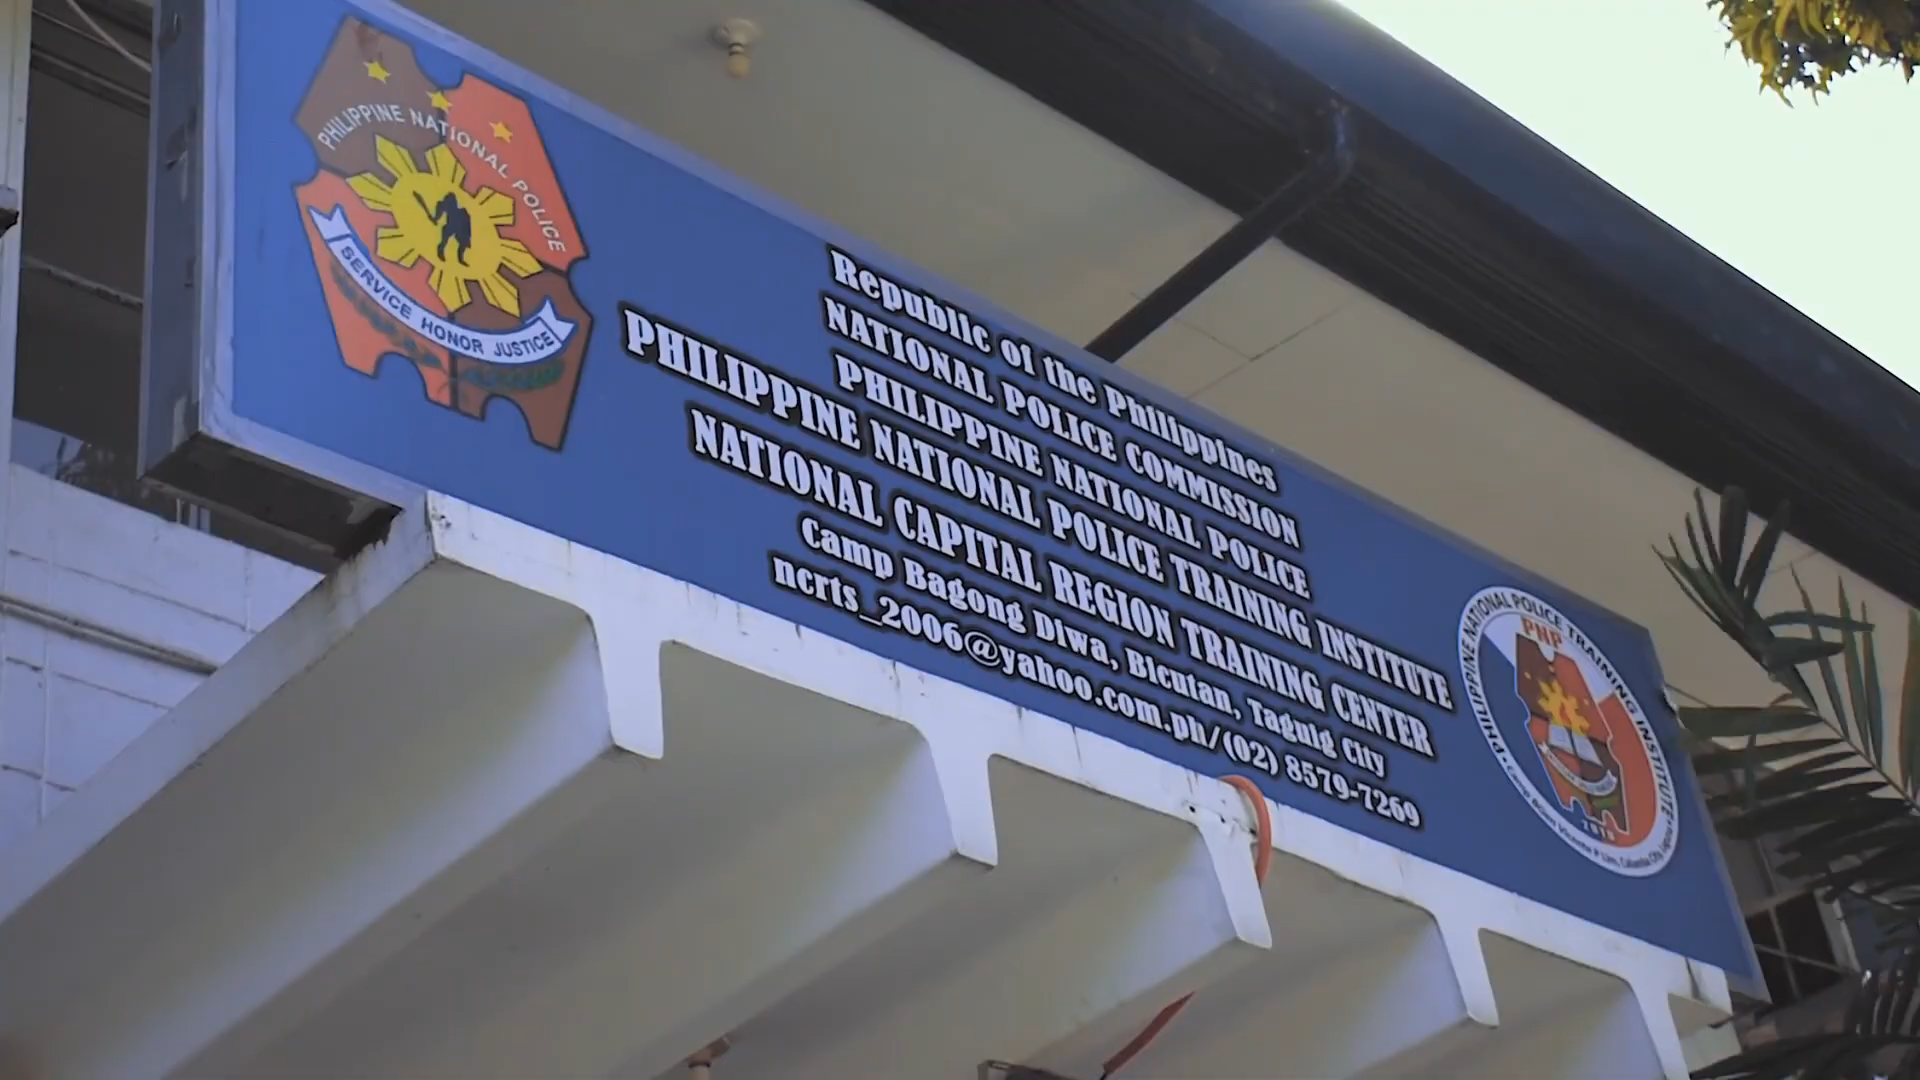 PHILIPPINE NATIONAL POLICE
SERVICE HONOR JUSTICE
Republic of the Philippines
NATIONAL POLICE COMMISSION
PHILIPPINE NATIONAL POLICE
PHILIPPINE NATIONAL POLICE TRAINING INSTITUTE
NATIONAL CAPITAL REGION TRAINING CENTER
Camp Bagong Diwa, Bicutan, Taguig City
ncrts_2006@yahoo.com.ph/(02) 8579-7269
PHILIPPINE NATIONAL POLICE TRAINING INSTITUTE
PNP